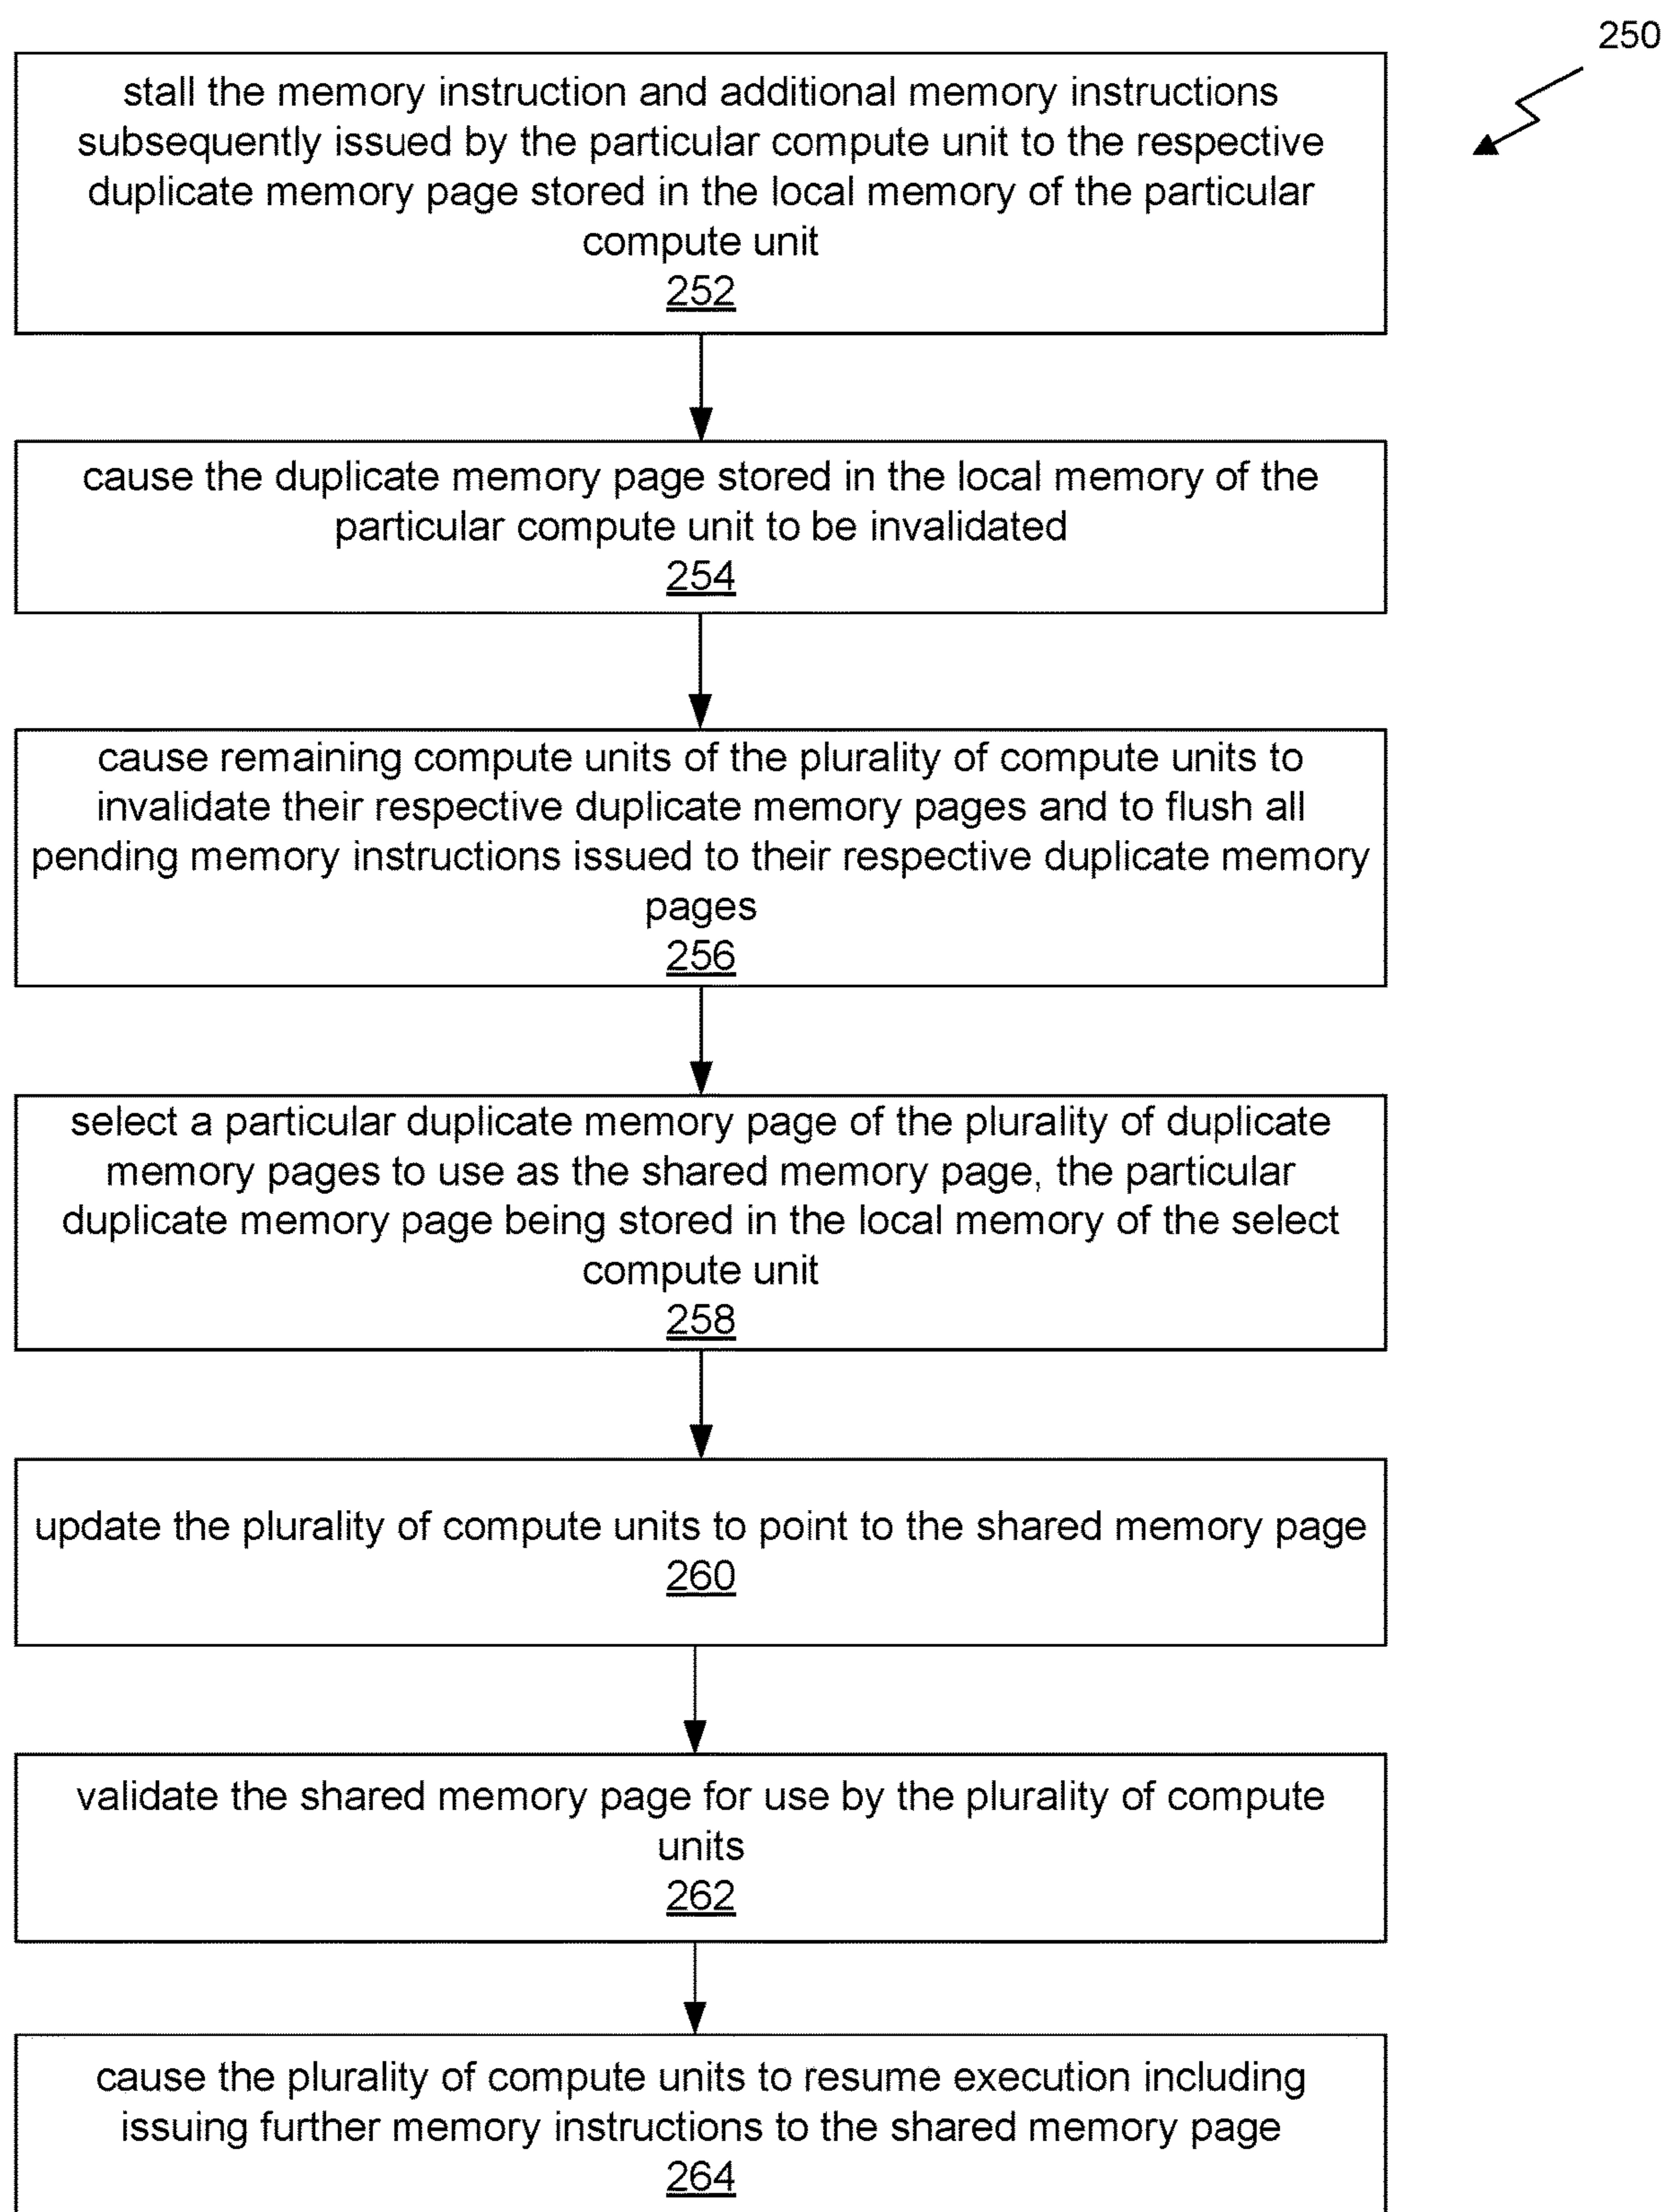 250
stall the memory instruction and additional memory instructions
subsequently issued by the particular compute unit to the respective
duplicate memory page stored in the local memory of the particular
compute unit
252
cause the duplicate memory page stored in the local memory of the
particular compute unit to be invalidated
254
cause remaining compute units of the plurality of compute units to
invalidate their respective duplicate memory pages and to flush all
pending memory instructions issued to their respective duplicate memory
pages
256
select a particular duplicate memory page of the plurality of duplicate
memory pages to use as the shared memory page, the particular
duplicate memory page being stored in the local memory of the select
compute unit
258
update the plurality of compute units to point to the shared memory page
260
validate the shared memory page for use by the plurality of compute
units
262
cause the plurality of compute units to resume execution including
issuing further memory instructions to the shared memory page
264